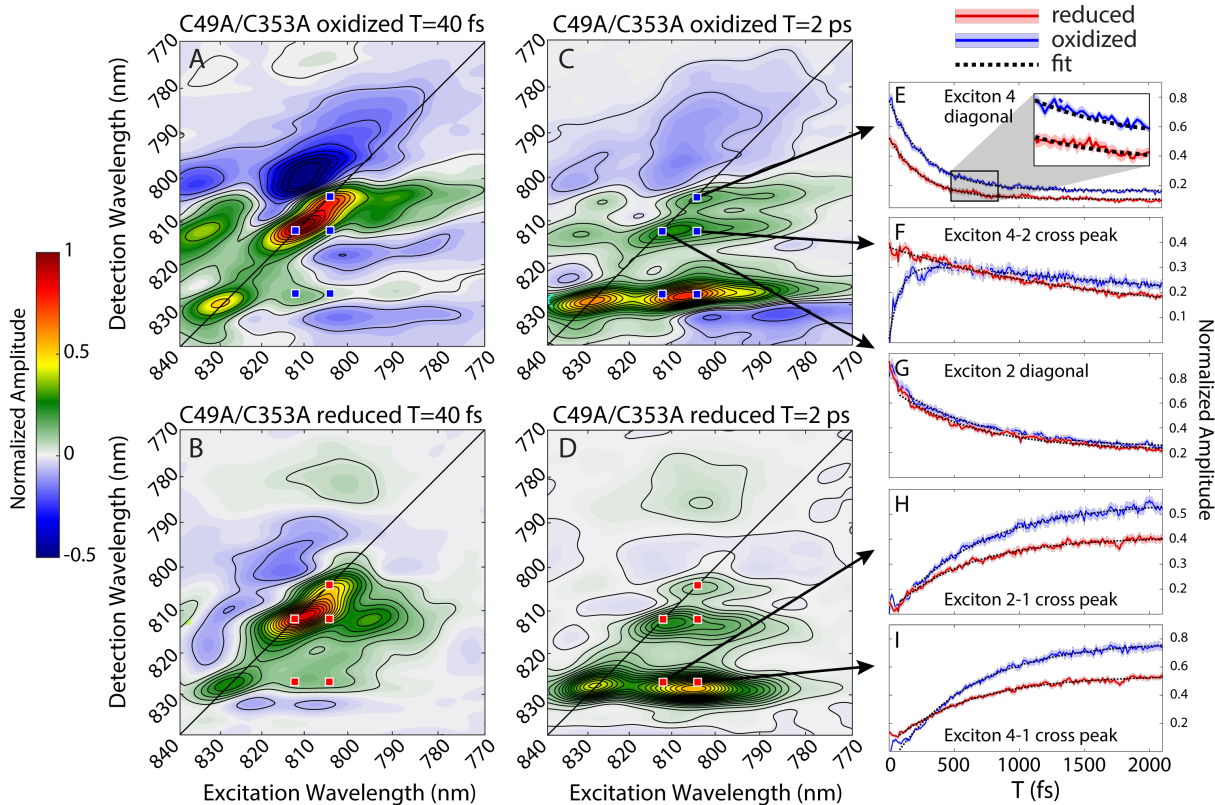 C49A/C353A oxidized T=40 fs
C49A/C353A oxidized T=2 ps
reduced
oxidized
fit
A
C
Detection Wavelength (nm)
770
780
790
800
810
820
830
840 830 820 810 800 790 780 770
840 830 820 810 800 790 780 770
Normalized Amplitude
1
0.5
0
-0.5
C49A/C353A reduced T=40 fs
C49A/C353A reduced T=2 ps
B
D
Detection Wavelength (nm)
770
780
790
800
810
820
830
840 830 820 810 800 790 780 770
840 830 820 810 800 790 780 770
Excitation Wavelength (nm)
Excitation Wavelength (nm)
E
Exciton 4
diagonal
0.8
0.6
0.4
0.2
F
Exciton 4-2 cross peak
0.4
0.3
0.2
0.1
G
Exciton 2 diagonal
0.8
0.6
0.4
0.2
H
Exciton 2-1 cross peak
0.5
0.4
0.3
0.2
I
Exciton 4-1 cross peak
0.8
0.6
0.4
0.2
0 500 1000 1500 2000
T (fs)
Normalized Amplitude